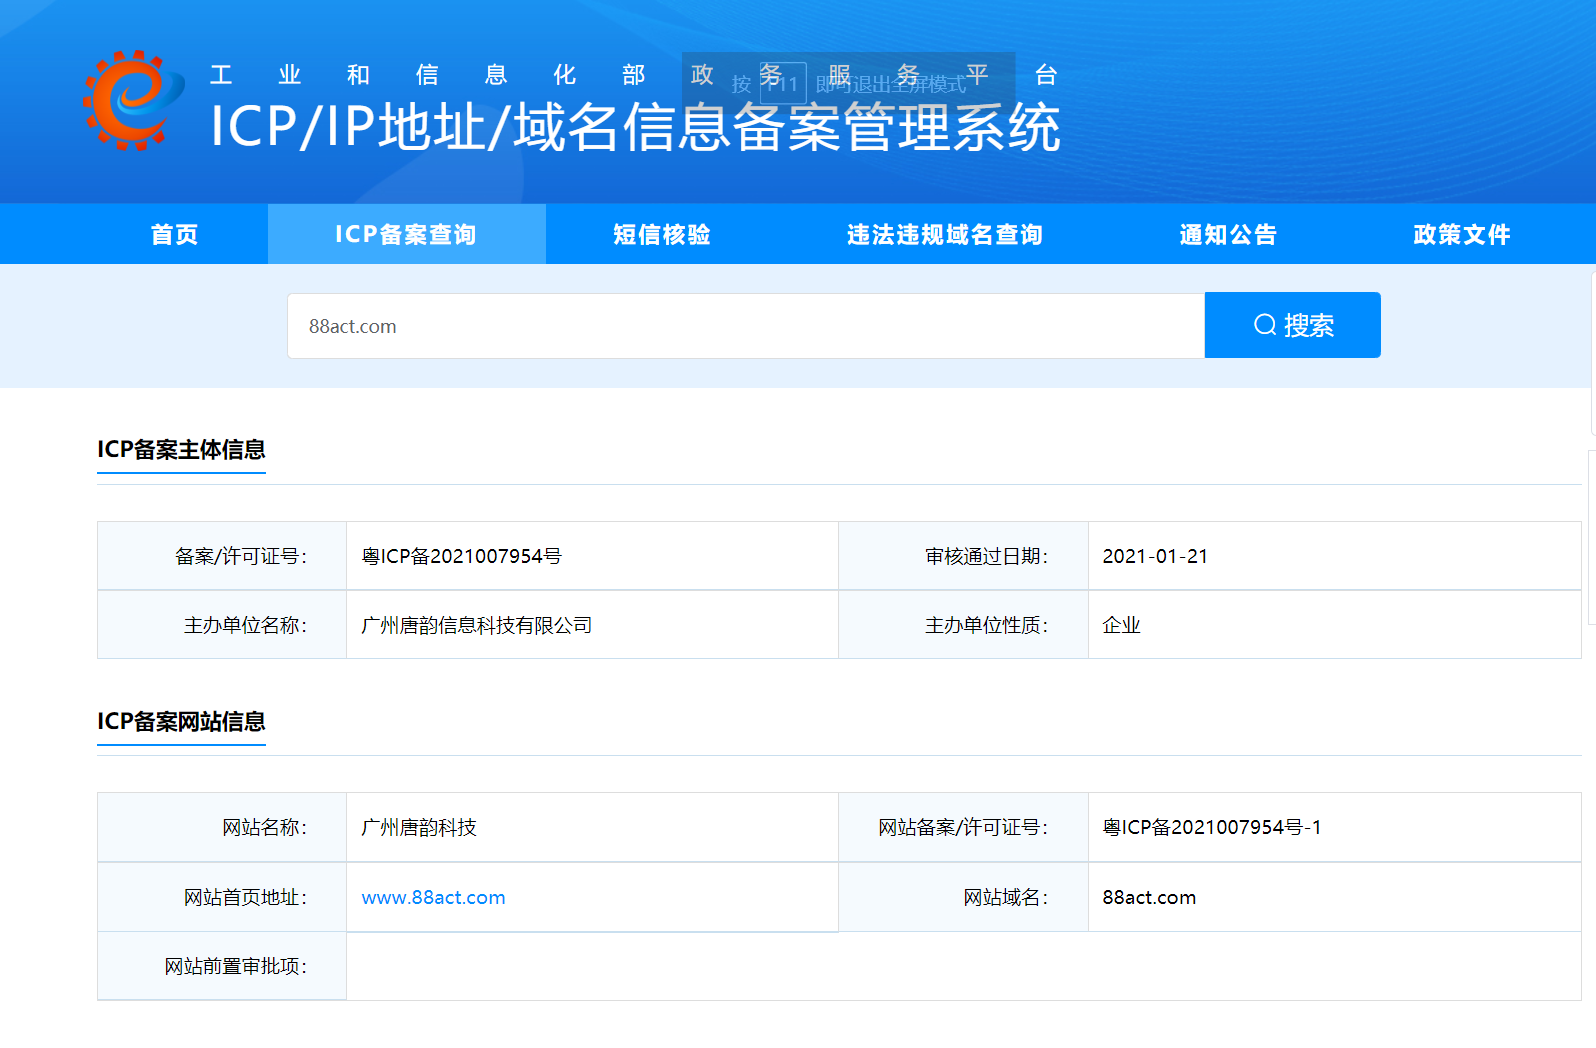 工业和信息化部政务服务平台
按 F11 即可退出全屏模式
ICP/IP地址/域名信息备案管理系统
首页 ICP备案查询 短信核验 违法违规域名查询 通知公告 政策文件
88act.com 搜索
ICP备案主体信息
备案/许可证号： 粤ICP备2021007954号 审核通过日期： 2021-01-21
主办单位名称： 广州唐韵信息科技有限公司 主办单位性质： 企业
ICP备案网站信息
网站名称： 广州唐韵科技 网站备案/许可证号： 粤ICP备2021007954号-1
网站首页地址： www.88act.com 网站域名： 88act.com
网站前置审批项：